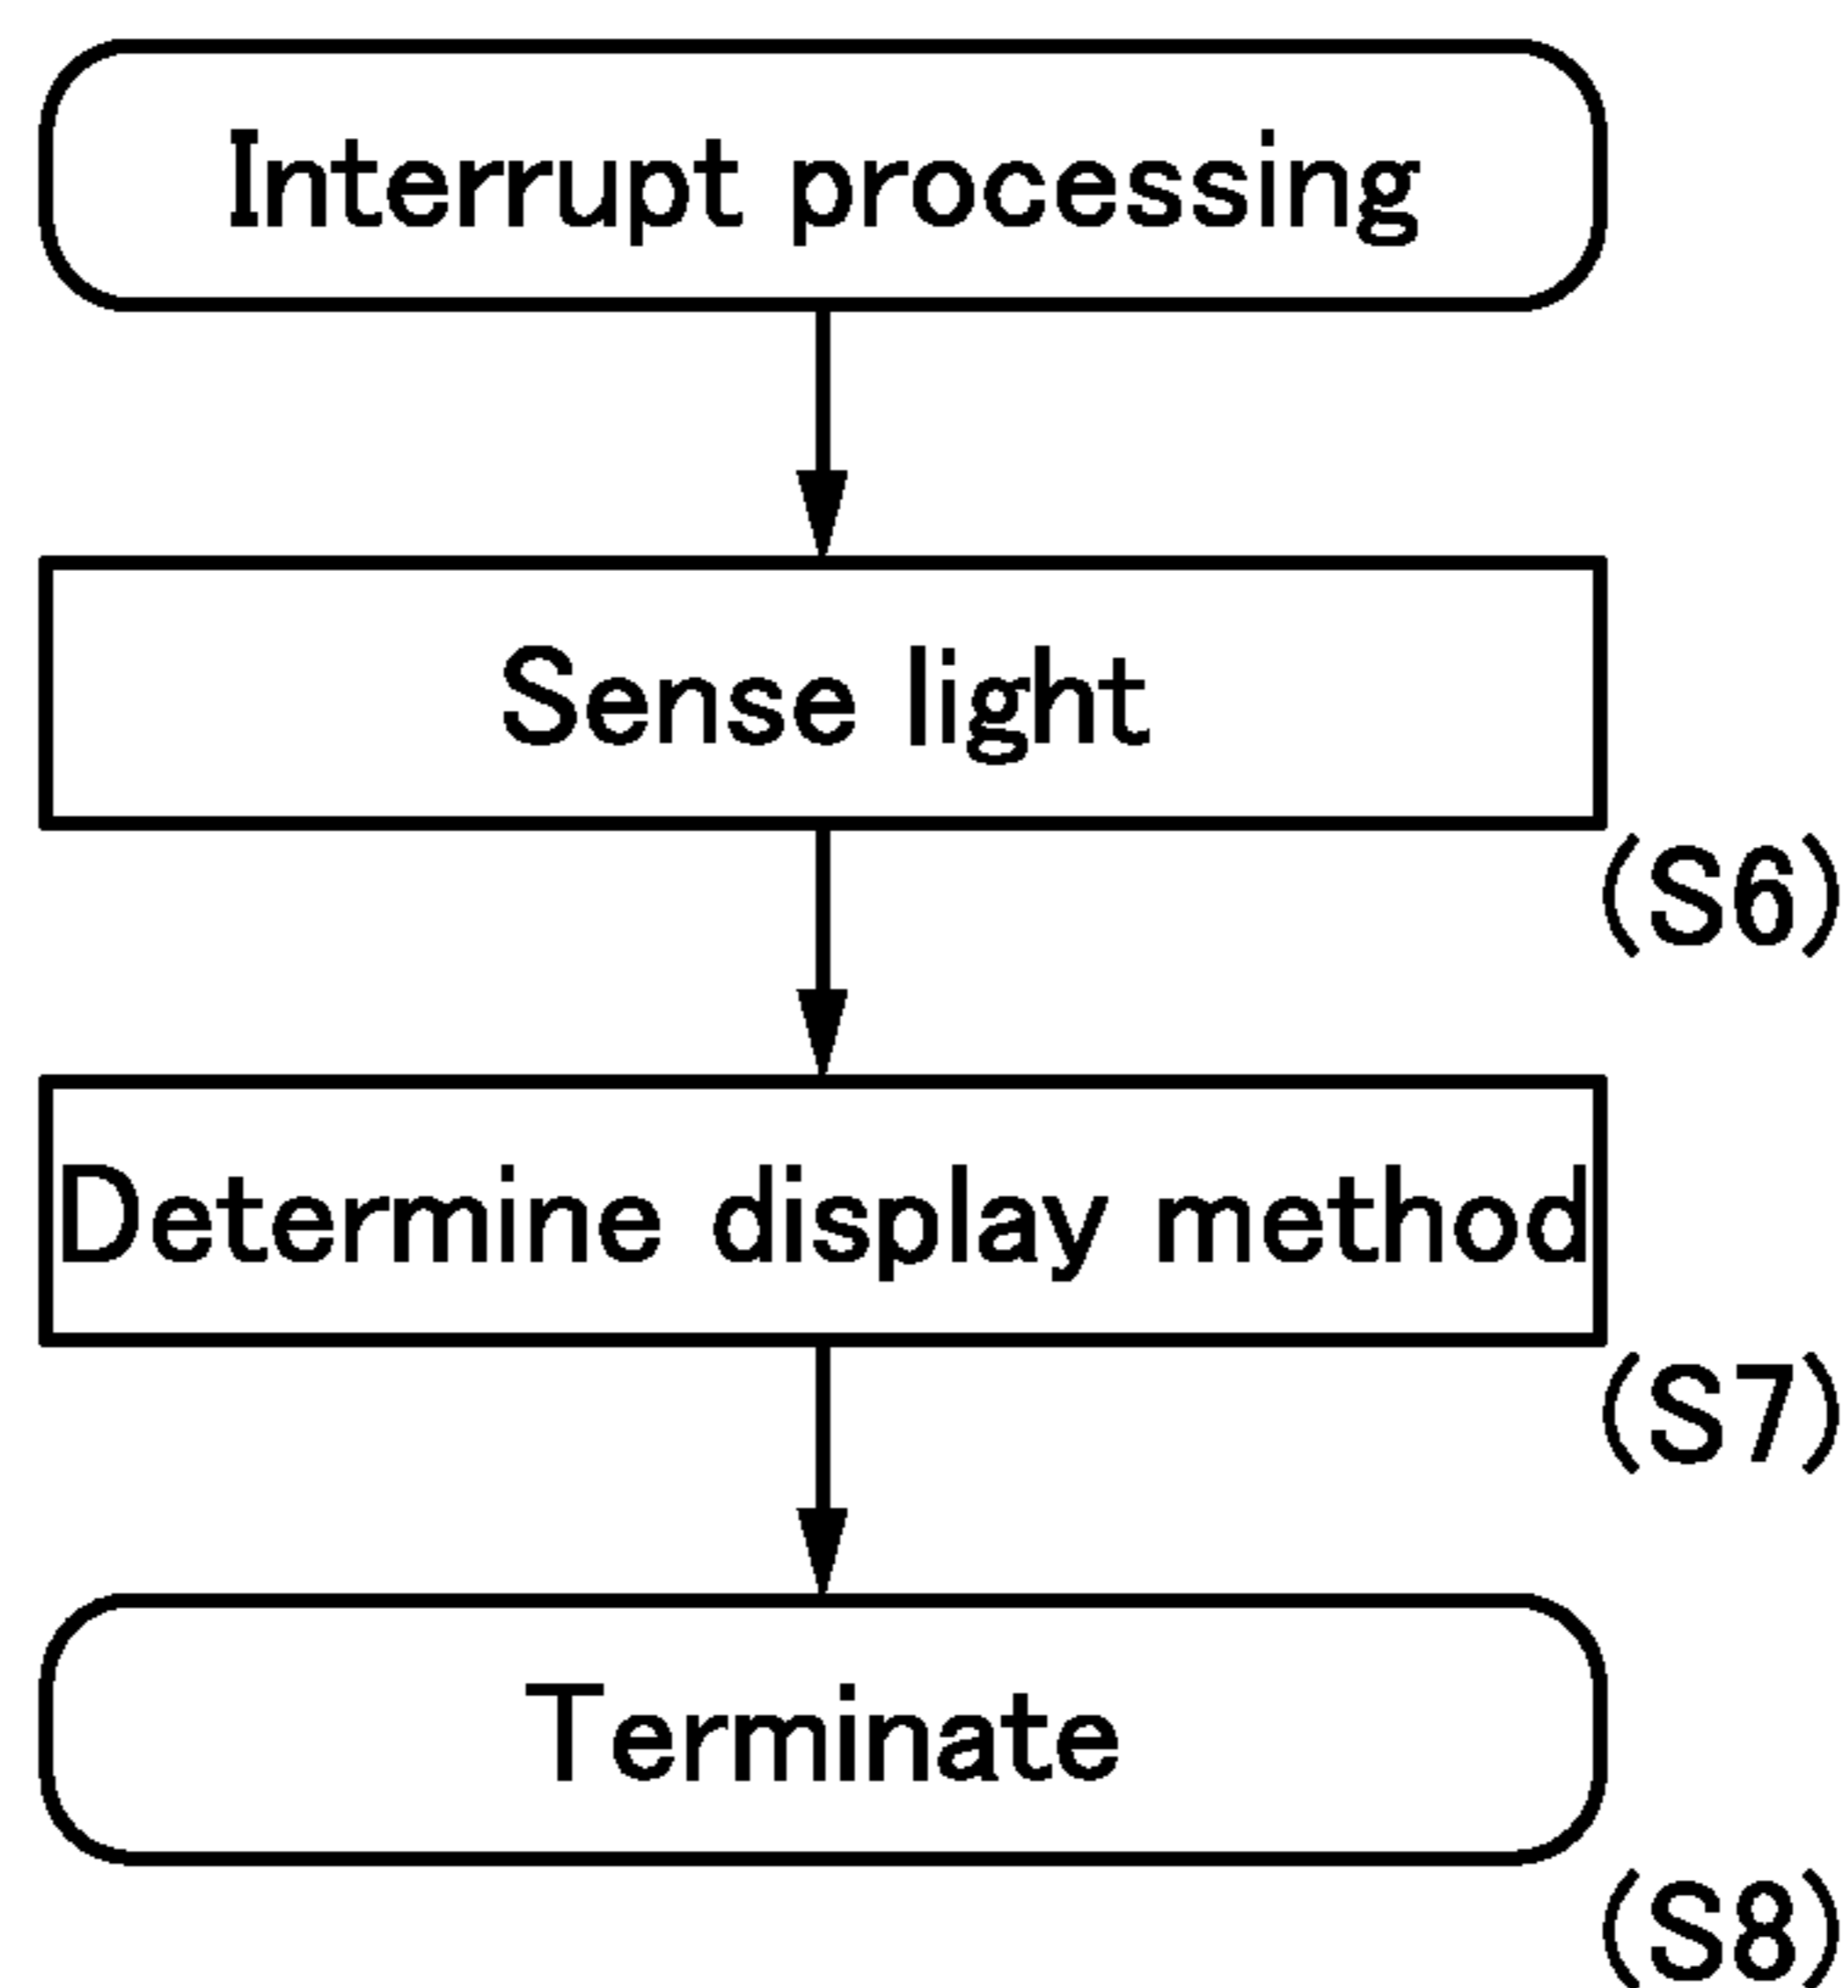 Interrupt processing
Sense light
(S6)
Determine display method
(S7)
Terminate
(S8)